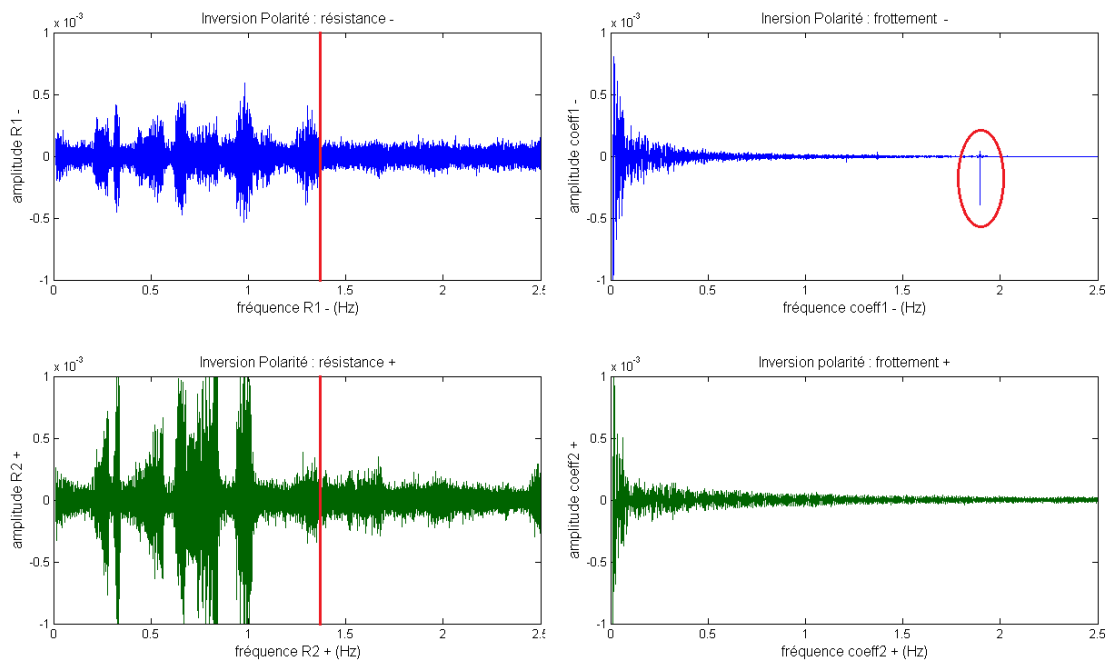 Inversion Polarité : résistance -
x 10⁻³
1
0.5
0
-0.5
-1
amplitude R1 -
0 0.5 1 1.5 2 2.5
fréquence R1 - (Hz)
Inersion Polarité : frottement -
x 10⁻³
1
0.5
0
-0.5
-1
amplitude coeff1 -
0 0.5 1 1.5 2 2.5
fréquence coeff1 - (Hz)
Inversion Polarité : résistance +
x 10⁻³
1
0.5
0
-0.5
-1
amplitude R2 +
0 0.5 1 1.5 2 2.5
fréquence R2 + (Hz)
Inversion polarité : frottement +
x 10⁻³
1
0.5
0
-0.5
-1
amplitude coeff2 +
0 0.5 1 1.5 2 2.5
fréquence coeff2 + (Hz)